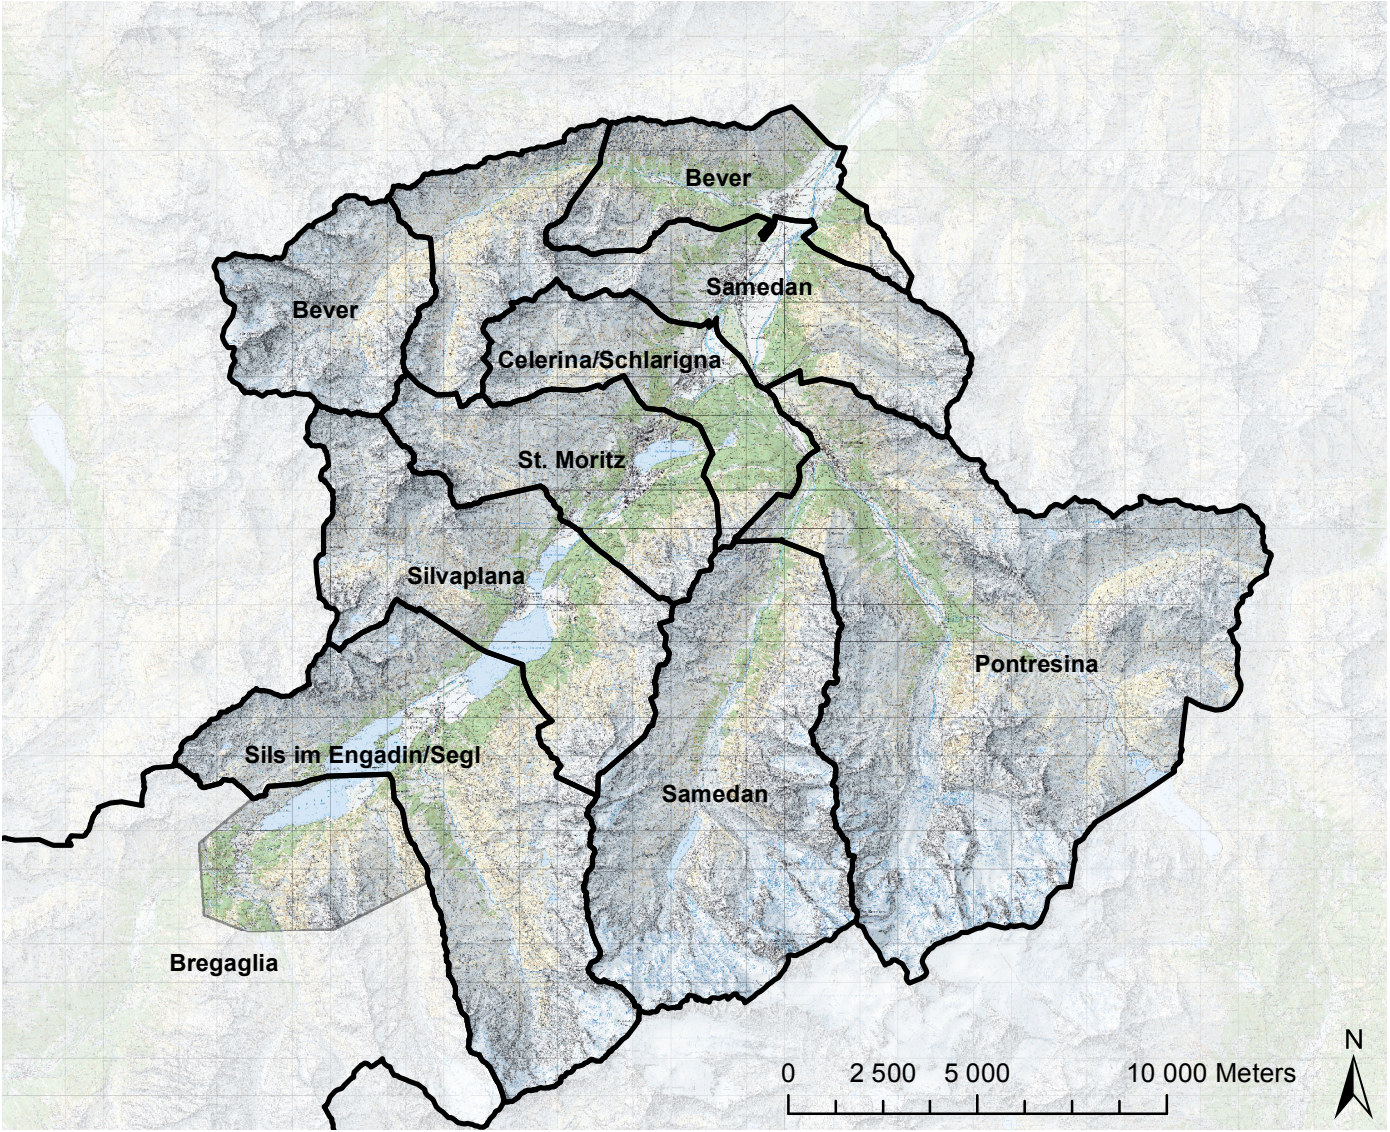 Bever
Samedan
Bever
Celerina/Schlarigna
St. Moritz
Silvaplana
Pontresina
Sils im Engadin/Segl
Samedan
Bregaglia
N
0 2 500 5 000 10 000 Meters